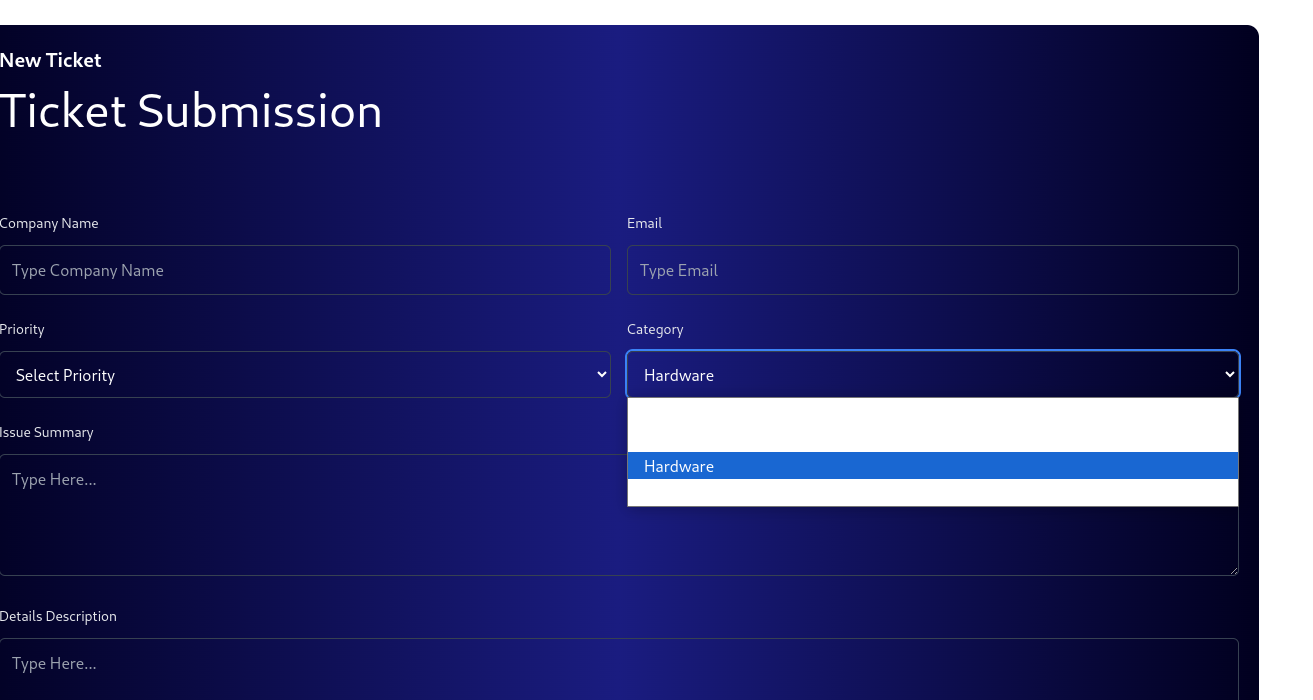 New Ticket
Ticket Submission
Company Name
Email
Type Company Name
Type Email
Priority
Category
Select Priority
Hardware
Issue Summary
Hardware
Type Here...
Details Description
Type Here...